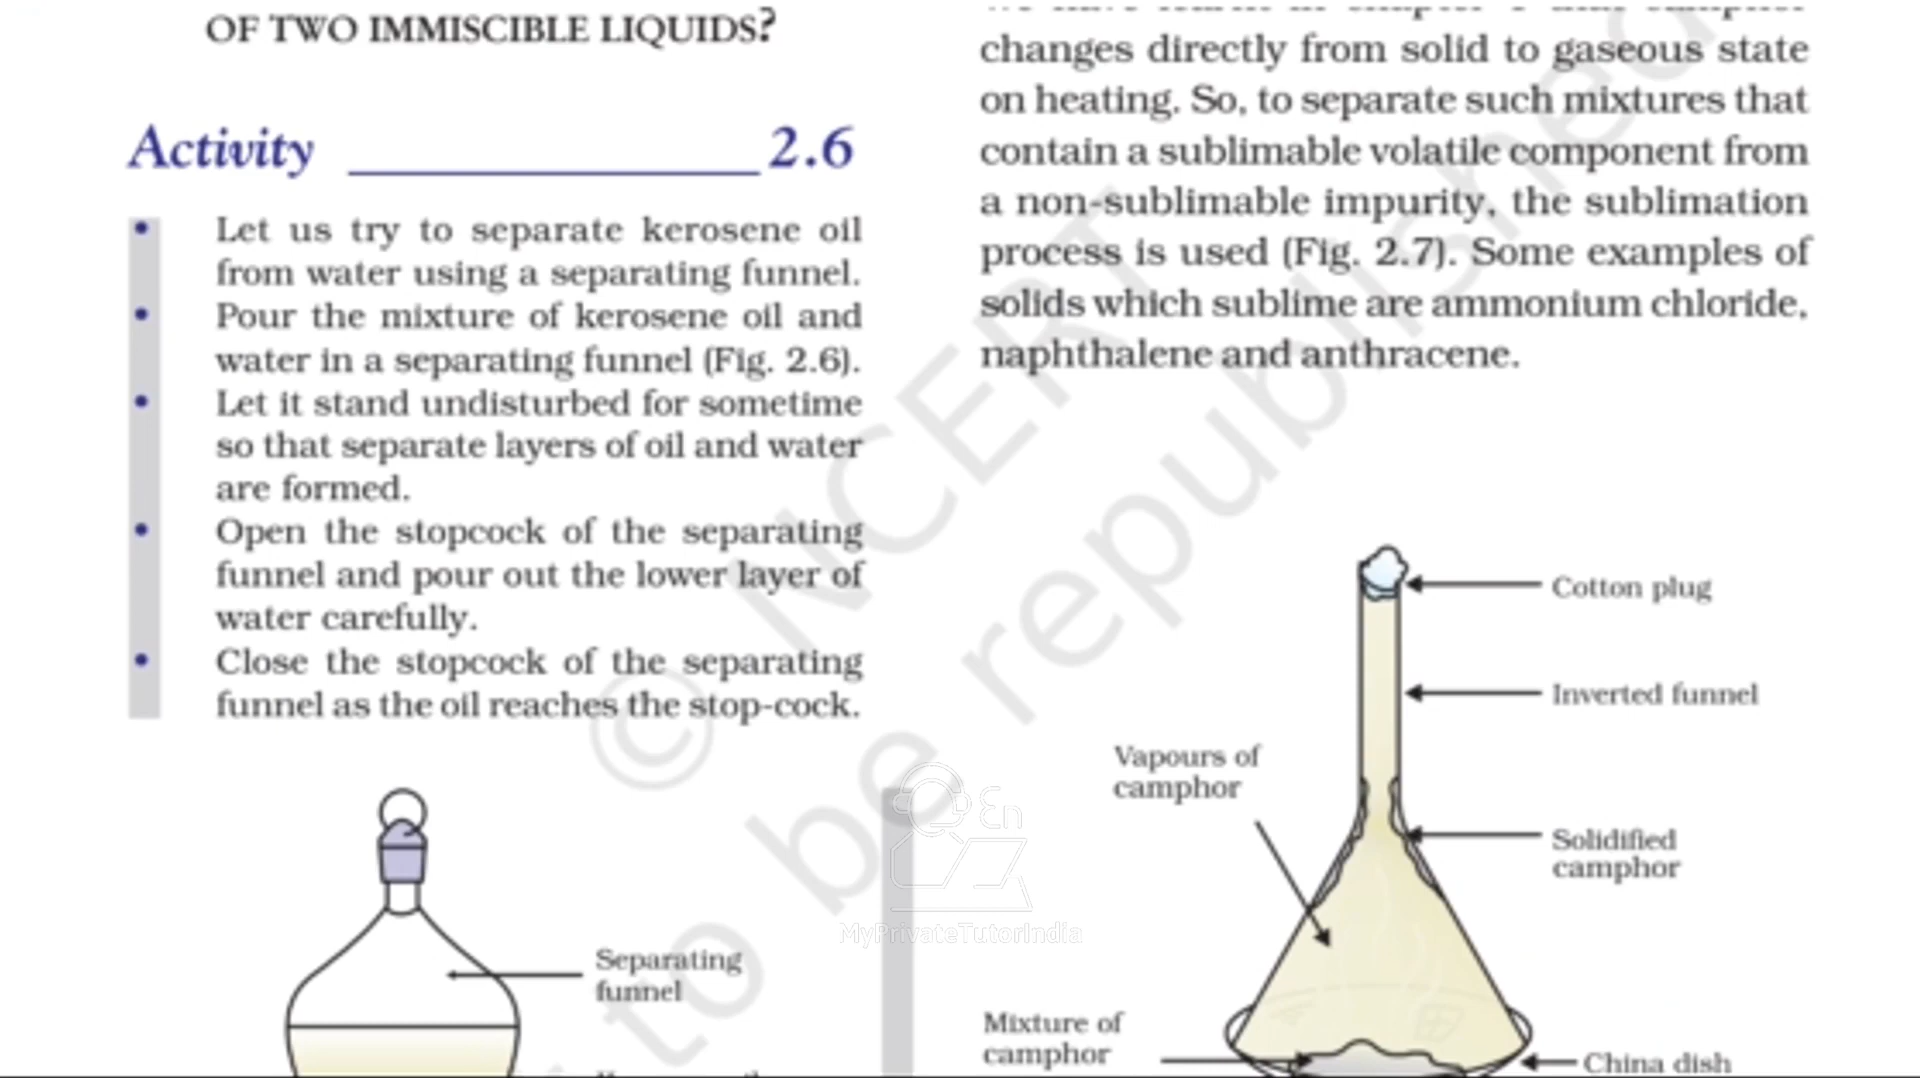 OF TWO IMMISCIBLE LIQUIDS?
Activity 2.6
• Let us try to separate kerosene oil
from water using a separating funnel.
• Pour the mixture of kerosene oil and
water in a separating funnel (Fig. 2.6).
• Let it stand undisturbed for sometime
so that separate layers of oil and water
are formed.
• Open the stopcock of the separating
funnel and pour out the lower layer of
water carefully.
• Close the stopcock of the separating
funnel as the oil reaches the stop-cock.
Separating
funnel
changes directly from solid to gaseous state
on heating. So, to separate such mixtures that
contain a sublimable volatile component from
a non-sublimable impurity, the sublimation
process is used (Fig. 2.7). Some examples of
solids which sublime are ammonium chloride,
naphthalene and anthracene.
Cotton plug
Inverted funnel
Vapours of
camphor
Solidified
camphor
Mixture of
camphor
China dish
© NCERT
to be republished
MyPrivateTutorIndia